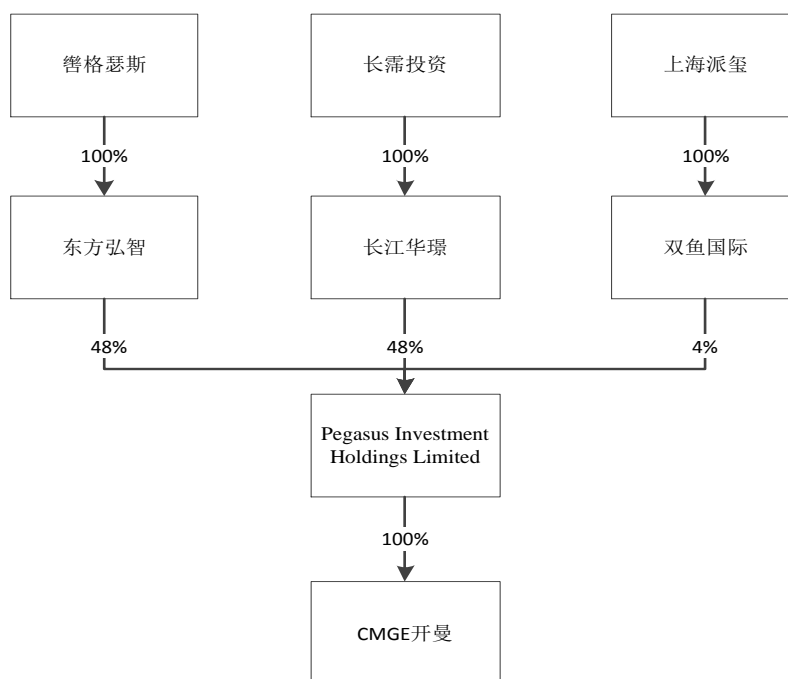 辔格瑟斯
长霈投资
上海派玺
100%
100%
100%
东方弘智
长江华璟
双鱼国际
48%
48%
4%
Pegasus Investment
Holdings Limited
100%
CMGE开曼